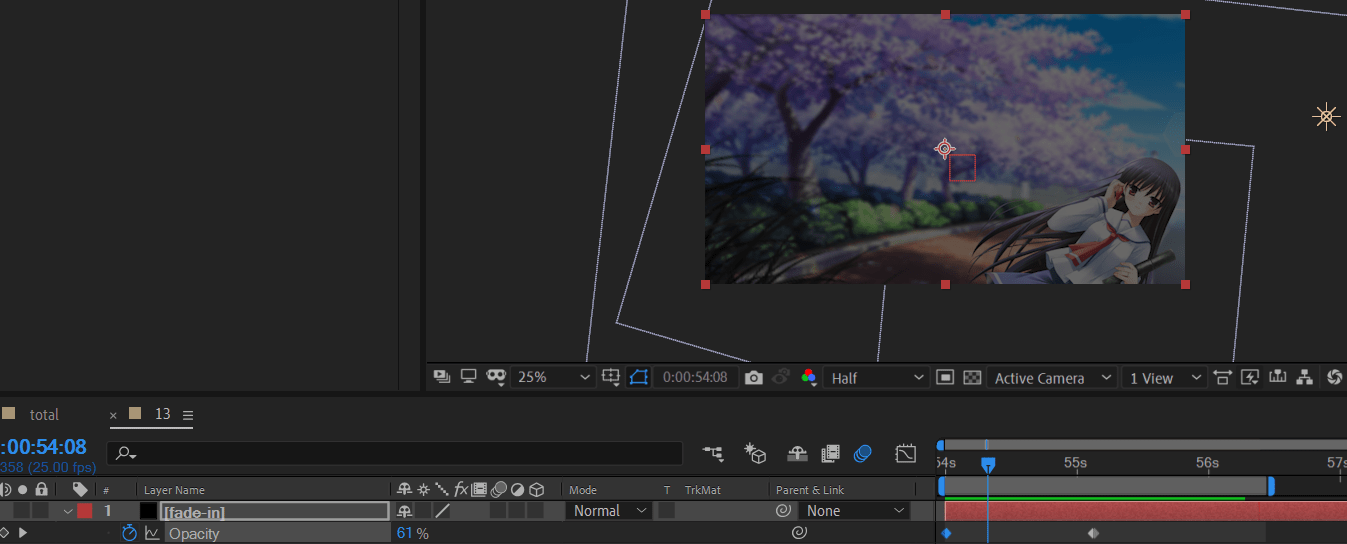 25%
0:00:54:08
Half
Active Camera
1 View
total
× 13
:00:54:08
358 (25.00 fps)
54s 55s 56s 57s
# Layer Name fx Mode T TrkMat Parent & Link
1 [fade-in] Normal None
Opacity 61 %